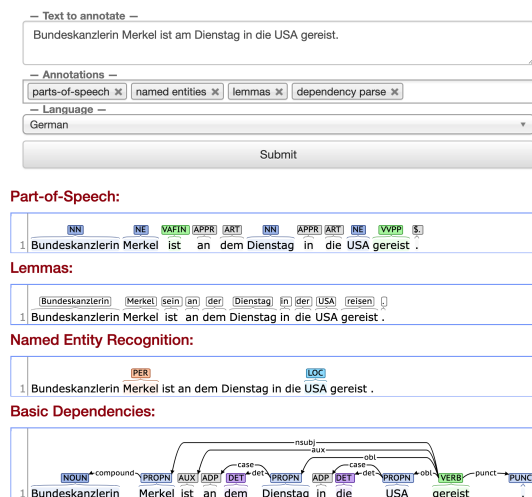 — Text to annotate —
Bundeskanzlerin Merkel ist am Dienstag in die USA gereist.
— Annotations —
parts-of-speech × named entities × lemmas × dependency parse ×
— Language —
German
Submit
Part-of-Speech:
NN NE VAFIN APPR ART NN APPR ART NE VVPP $.
1 Bundeskanzlerin Merkel ist an dem Dienstag in die USA gereist .
Lemmas:
Bundeskanzlerin Merkel sein an der Dienstag in der USA reisen .
1 Bundeskanzlerin Merkel ist an dem Dienstag in die USA gereist .
Named Entity Recognition:
PER LOC
1 Bundeskanzlerin Merkel ist an dem Dienstag in die USA gereist .
Basic Dependencies:
nsubj
aux
obl
case case
compound det det obl punct
NOUN PROPN AUX ADP DET PROPN ADP DET PROPN VERB PUNC
1 Bundeskanzlerin Merkel ist an dem Dienstag in die USA gereist .